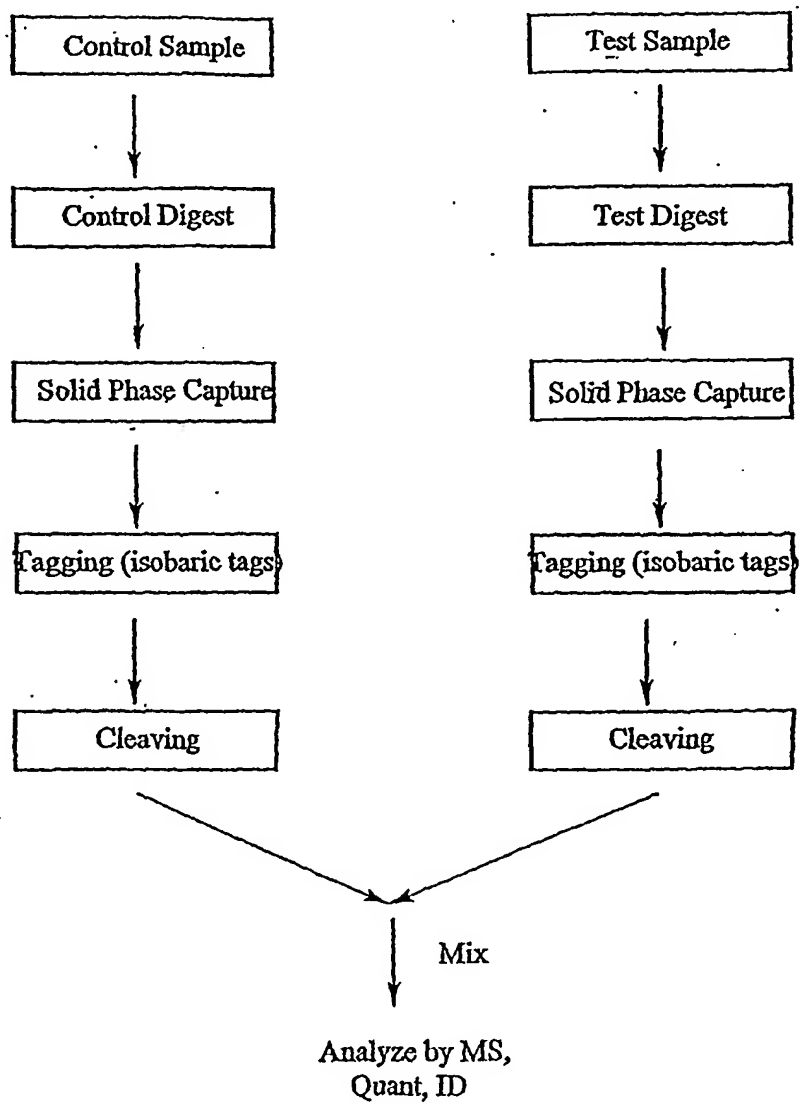 Control Sample
Test Sample
Control Digest
Test Digest
Solid Phase Capture
Solid Phase Capture
Tagging (isobaric tags)
Tagging (isobaric tags)
Cleaving
Cleaving
Mix
Analyze by MS,
Quant, ID